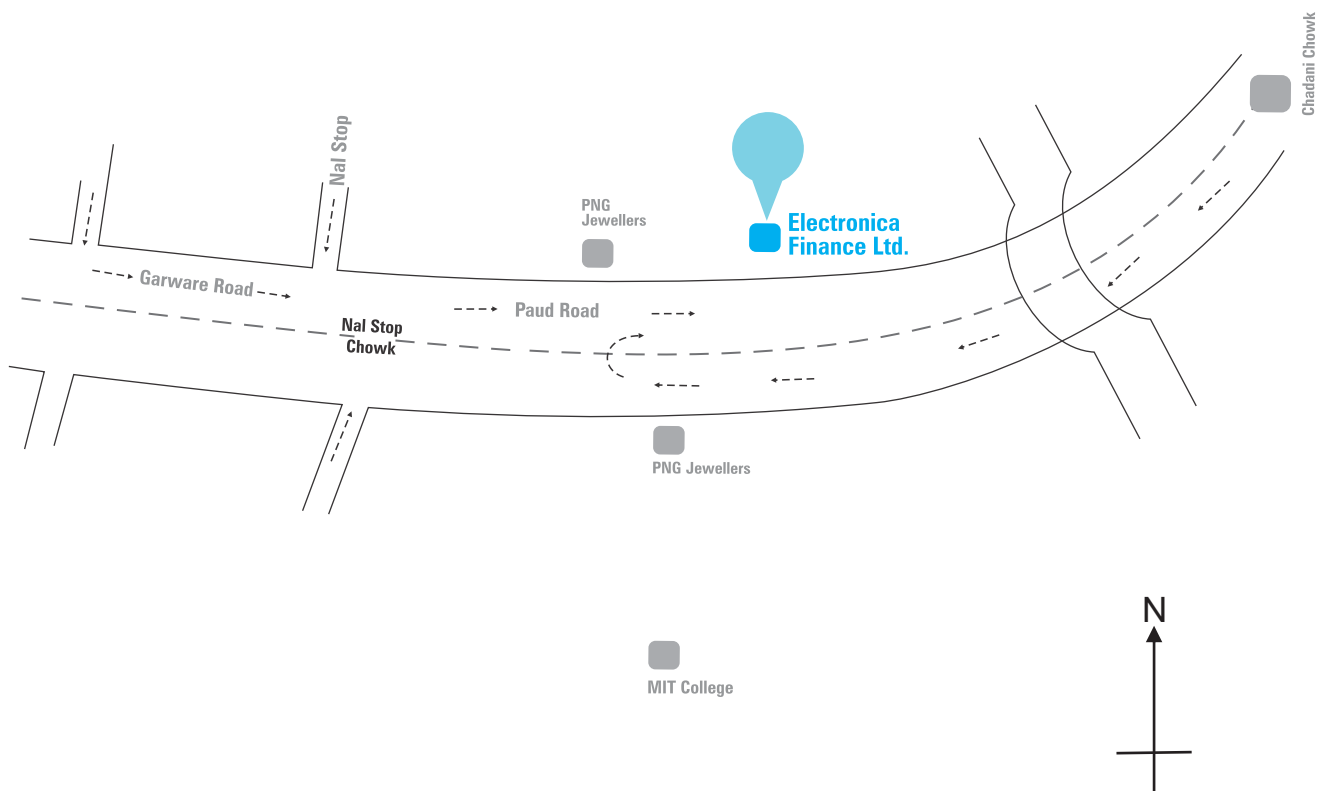 Chadani Chowk
Nal Stop
PNG
Jewellers
Electronica
Finance Ltd.
Garware Road
Paud Road
Nal Stop
Chowk
PNG Jewellers
N
MIT College